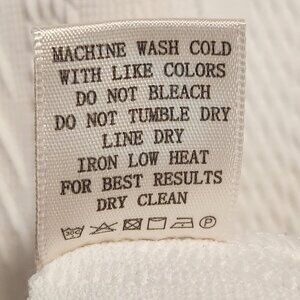 MACHINE WASH COLD
WITH LIKE COLORS
DO NOT BLEACH
DO NOT TUMBLE DRY
LINE DRY
IRON LOW HEAT
FOR BEST RESULTS
DRY CLEAN
P